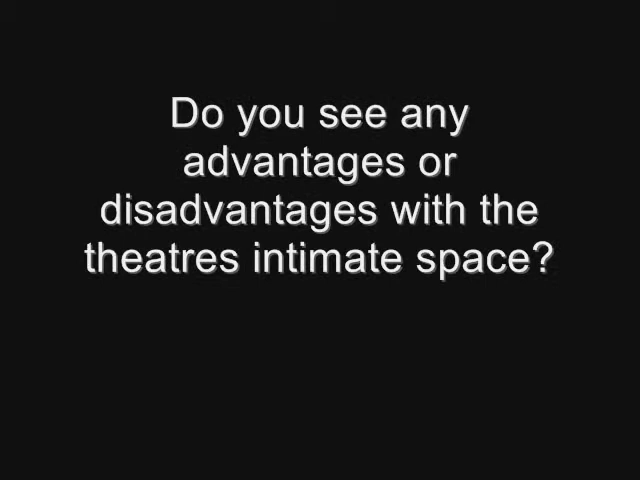 Do you see any
advantages or
disadvantages with the
theatres intimate space?